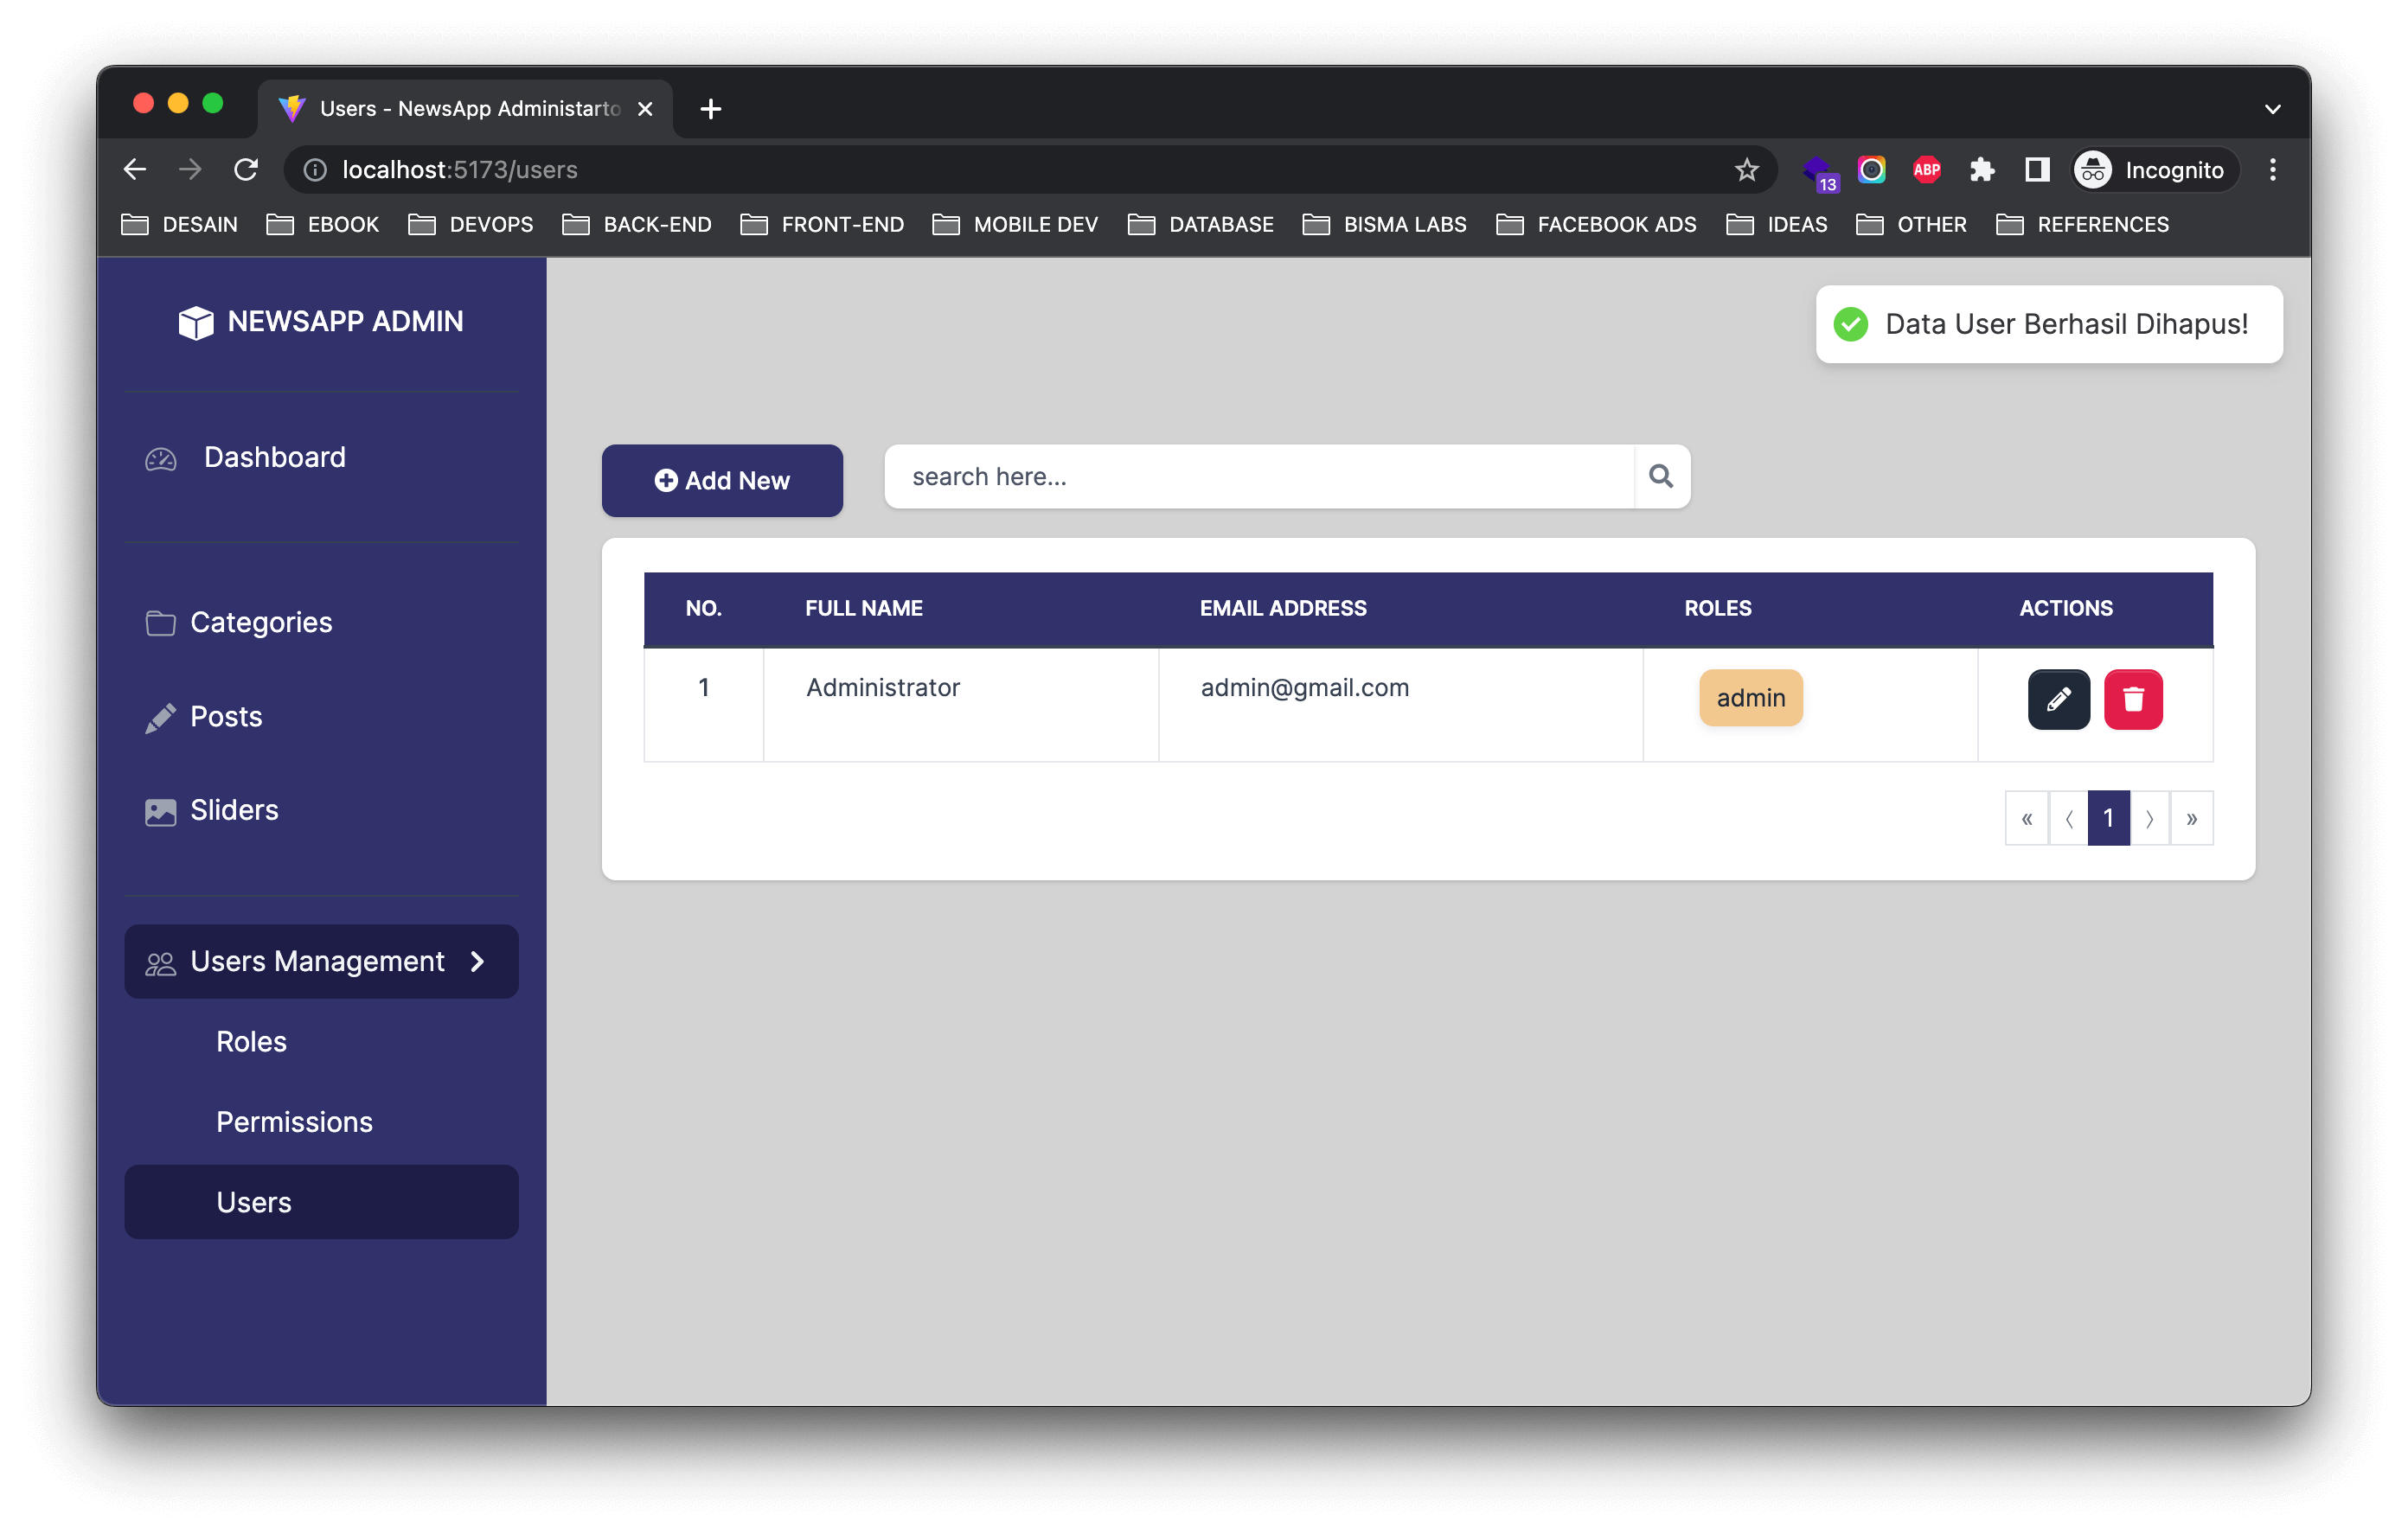 Users - NewsApp Administarto
localhost:5173/users
13
ABP
Incognito
DESAIN EBOOK DEVOPS BACK-END FRONT-END MOBILE DEV DATABASE BISMA LABS FACEBOOK ADS IDEAS OTHER REFERENCES
NEWSAPP ADMIN
Data User Berhasil Dihapus!
Dashboard
Add New
search here...
Categories
Posts
Sliders
Users Management
Roles
Permissions
Users
NO. FULL NAME EMAIL ADDRESS ROLES ACTIONS
1 Administrator admin@gmail.com admin
« ‹ 1 › »